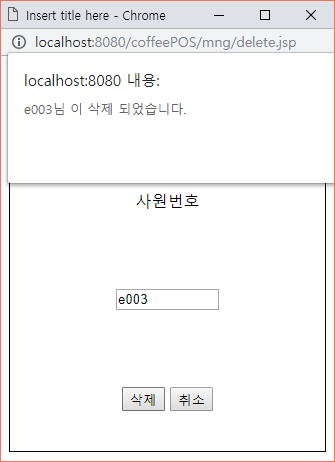 Insert title here - Chrome
localhost:8080/coffeePOS/mng/delete.jsp
localhost:8080 내용:
e003님 이 삭제 되었습니다.
사원번호
e003
삭제 취소